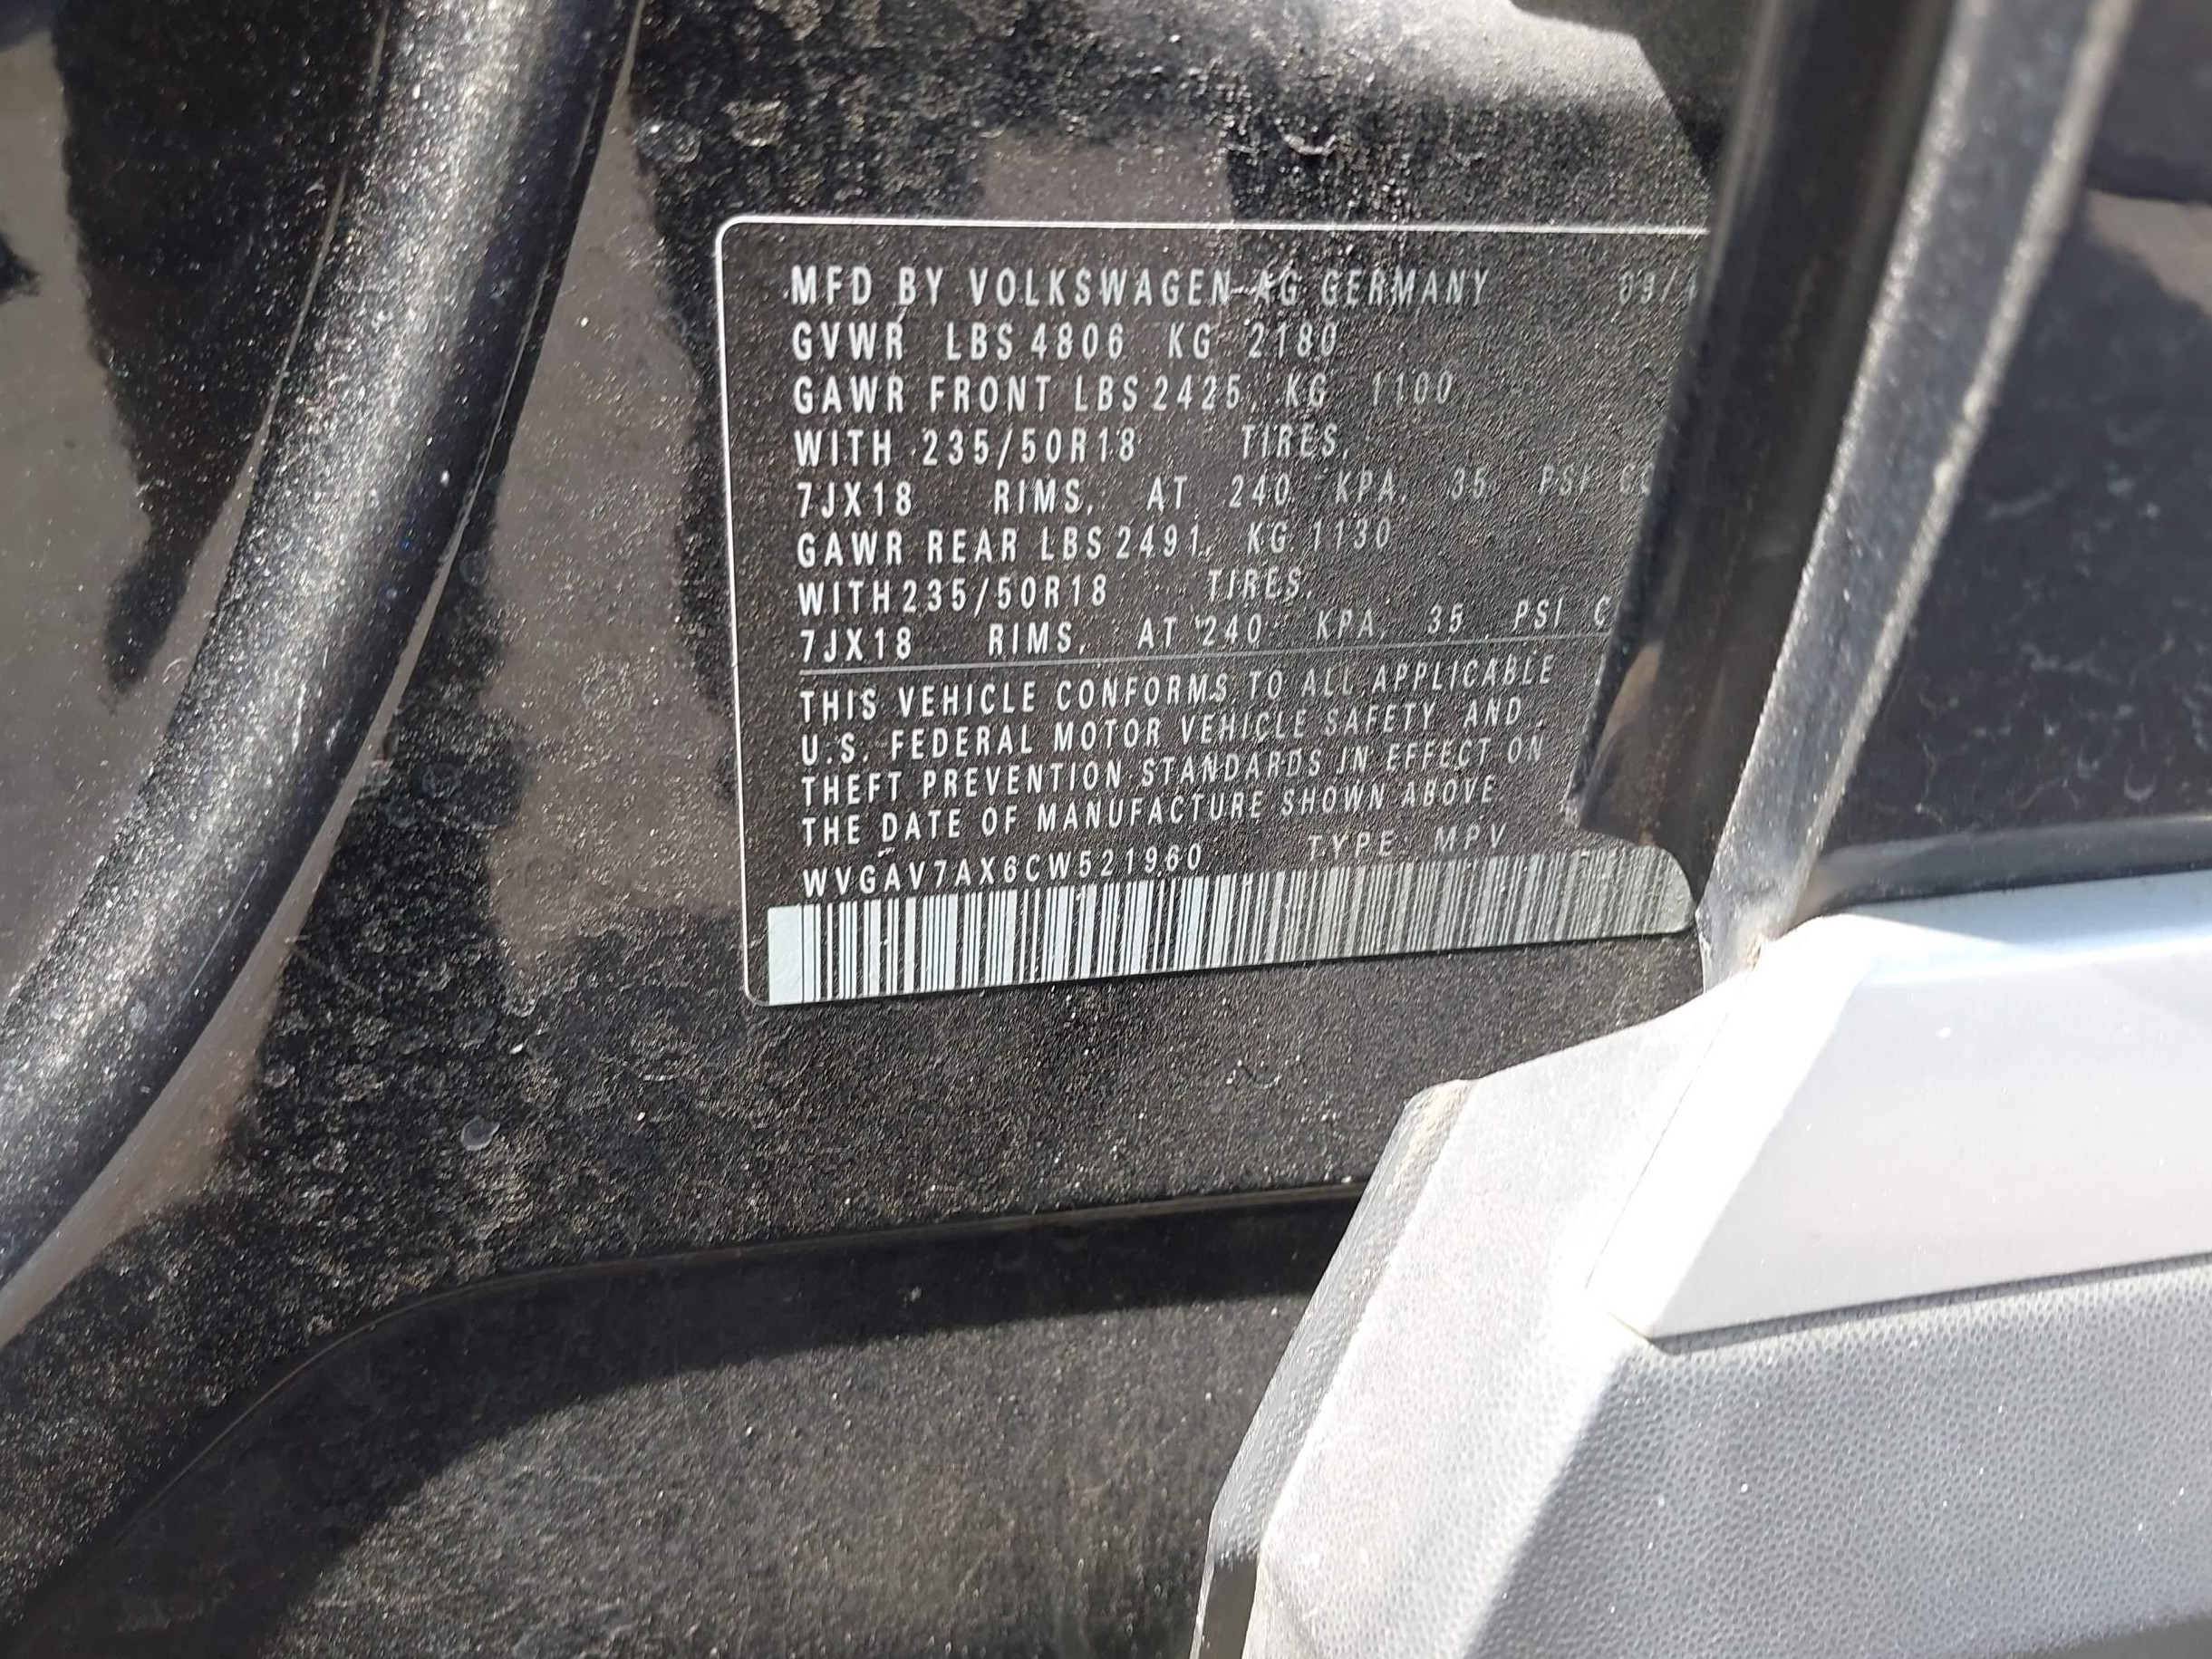 MFD BY VOLKSWAGEN AG GERMANY 09/
GVWR LBS 4806 KG 2180
GAWR FRONT LBS 2425, KG 1100
WITH 235/50R18 TIRES,
7JX18 RIMS, AT 240 KPA, 35 PSI CO
GAWR REAR LBS 2491, KG 1130
WITH 235/50R18 TIRES,
7JX18 RIMS, AT 240 KPA, 35 PSI C
THIS VEHICLE CONFORMS TO ALL APPLICABLE
U.S. FEDERAL MOTOR VEHICLE SAFETY AND
THEFT PREVENTION STANDARDS IN EFFECT ON
THE DATE OF MANUFACTURE SHOWN ABOVE
WVGAV7AX6CW521960 TYPE: MPV